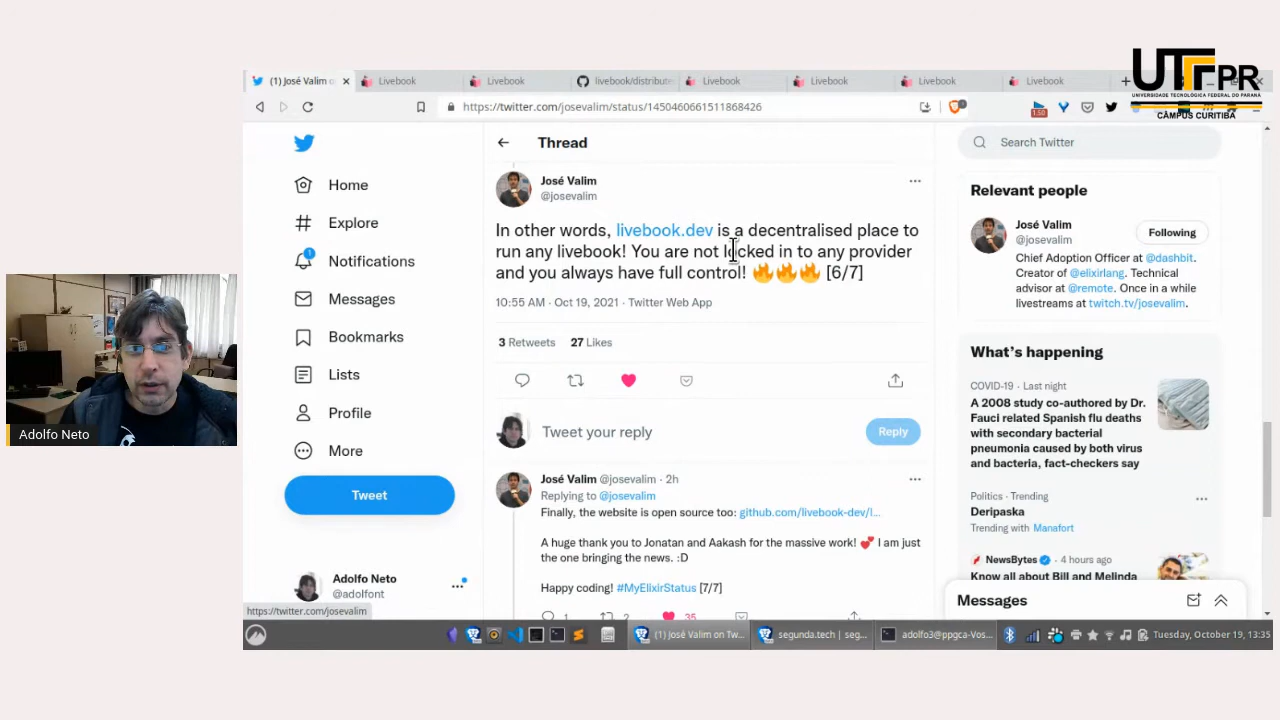 (1) José Valim o
Livebook
Livebook
livebook/distribute
Livebook
Livebook
Livebook
Livebook
UTFPR
UNIVERSIDADE TECNOLÓGICA FEDERAL DO PARANÁ
CÂMPUS CURITIBA
https://twitter.com/josevalim/status/1450460661511868426
1.50
Home
Explore
1
Notifications
Messages
Bookmarks
Lists
Profile
More
Tweet
Adolfo Neto
@adolfont
https://twitter.com/josevalim
Thread
José Valim
@josevalim
In other words, livebook.dev is a decentralised place to
run any livebook! You are not locked in to any provider
and you always have full control! 🔥🔥🔥 [6/7]
10:55 AM · Oct 19, 2021 · Twitter Web App
3 Retweets 27 Likes
Tweet your reply
Reply
José Valim @josevalim · 2h
Replying to @josevalim
Finally, the website is open source too: github.com/livebook-dev/l...
A huge thank you to Jonatan and Aakash for the massive work! 💕 I am just
the one bringing the news. :D
Happy coding! #MyElixirStatus [7/7]
1 2 35
Search Twitter
Relevant people
José Valim
@josevalim
Following
Chief Adoption Officer at @dashbit.
Creator of @elixirlang. Technical
advisor at @remote. Once in a while
livestreams at twitch.tv/josevalim.
What's happening
COVID-19 · Last night
A 2008 study co-authored by Dr.
Fauci related Spanish flu deaths
with secondary bacterial
pneumonia caused by both virus
and bacteria, fact-checkers say
Politics · Trending
Deripaska
Trending with Manafort
NewsBytes · 4 hours ago
Know all about Bill and Melinda
Messages
Adolfo Neto
(1) José Valim on Tw...
segunda.tech | seg...
adolfo3@ppgca-Vos...
Tuesday, October 19, 13:35